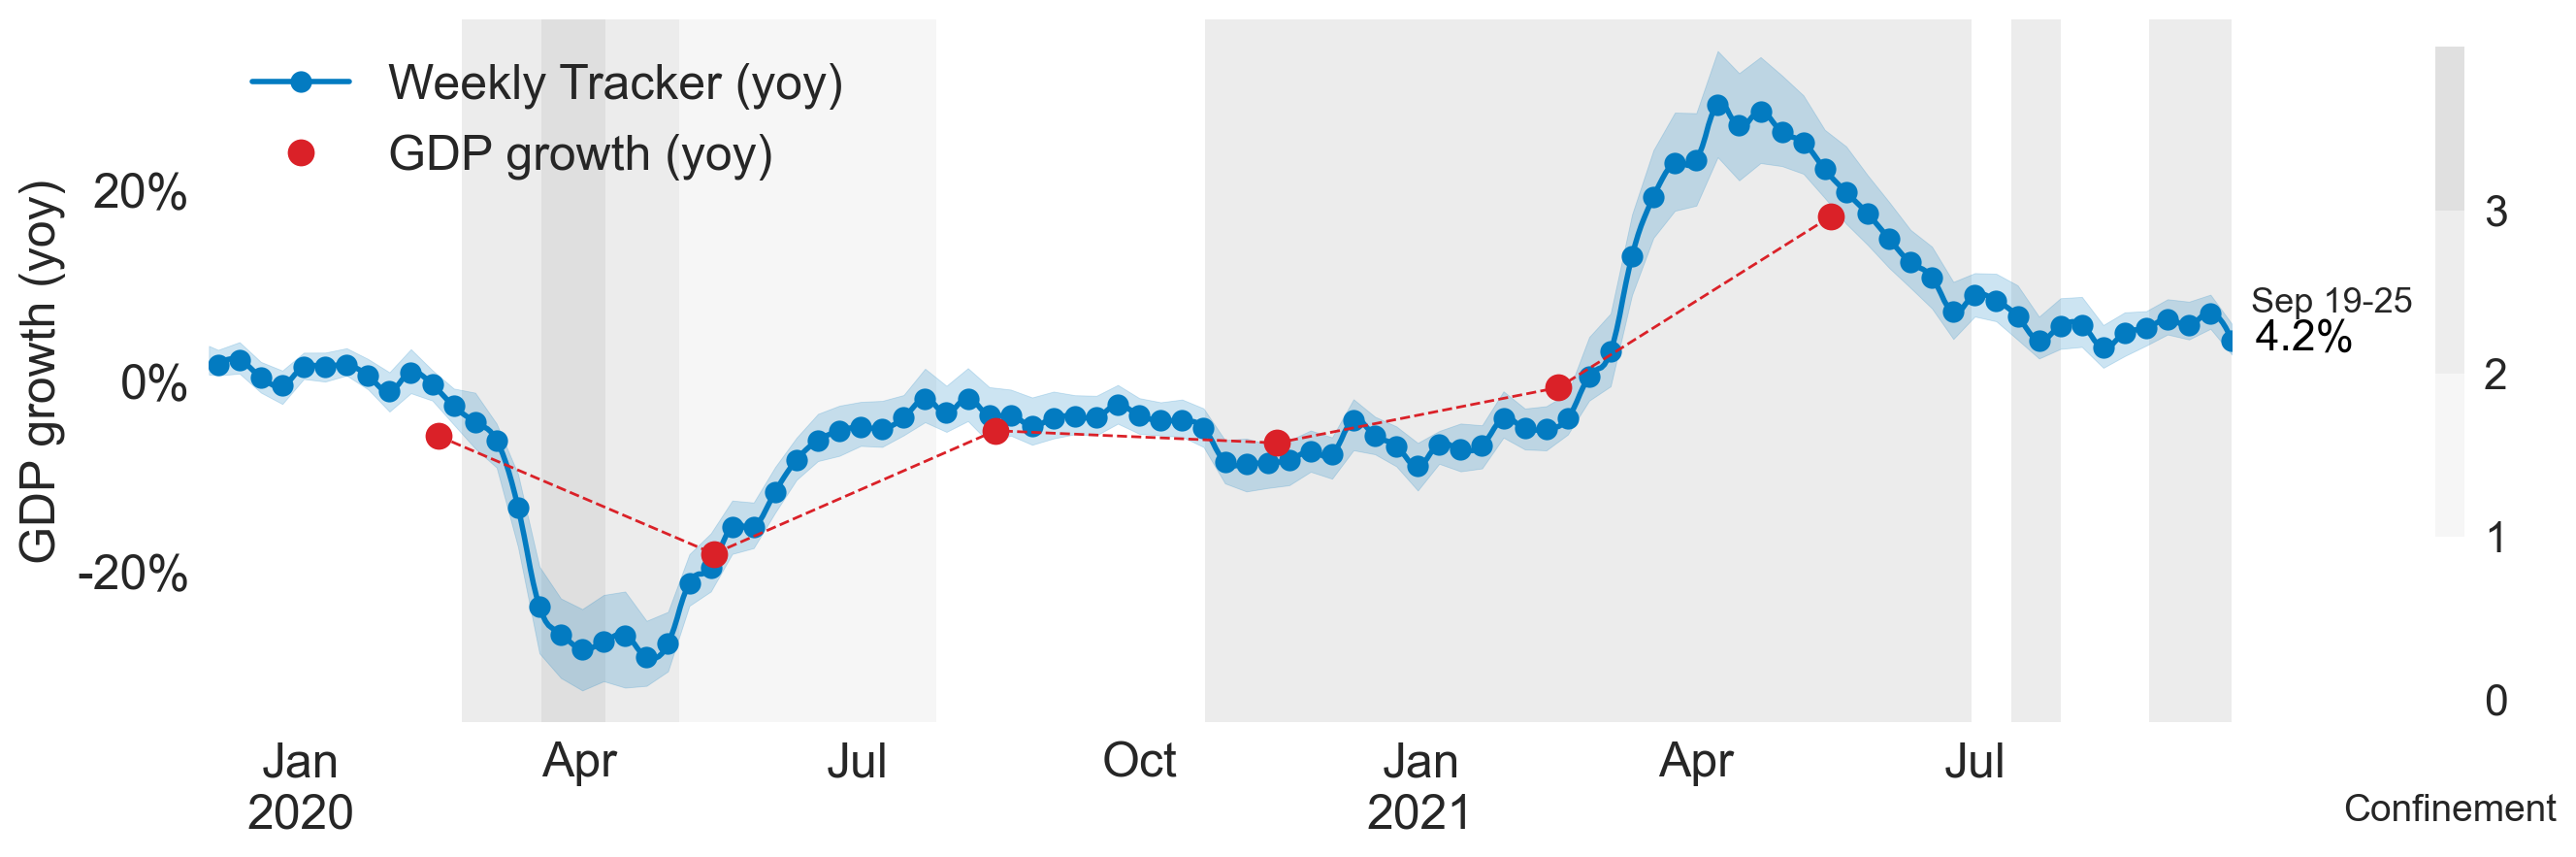 Weekly Tracker (yoy)
GDP growth (yoy)
GDP growth (yoy)
20%
0%
-20%
Jan
2020
Apr
Jul
Oct
Jan
2021
Apr
Jul
Sep 19-25
4.2%
3
2
1
0
Confinement